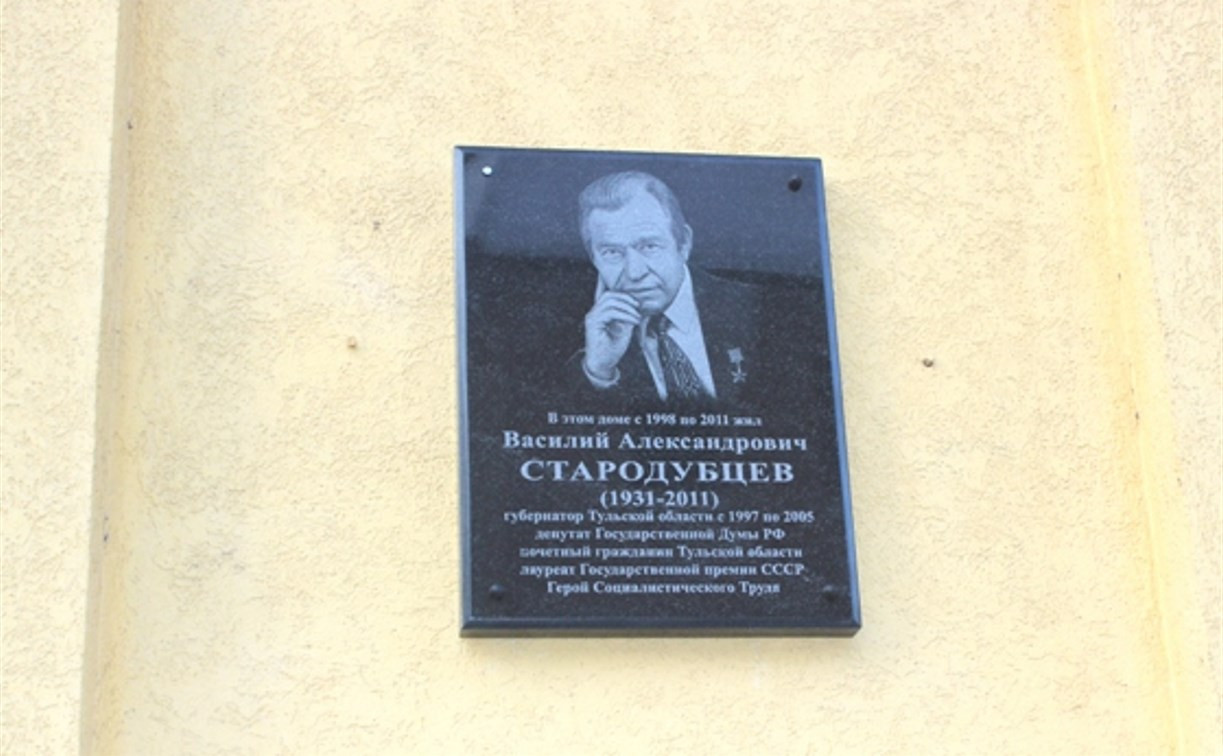 В этом доме с 1998 по 2011 жил
Василий Александрович
СТАРОДУБЦЕВ
(1931-2011)
губернатор Тульской области с 1997 по 2005
депутат Государственной Думы РФ
почетный гражданин Тульской области
лауреат Государственной премии СССР
Герой Социалистического Труда